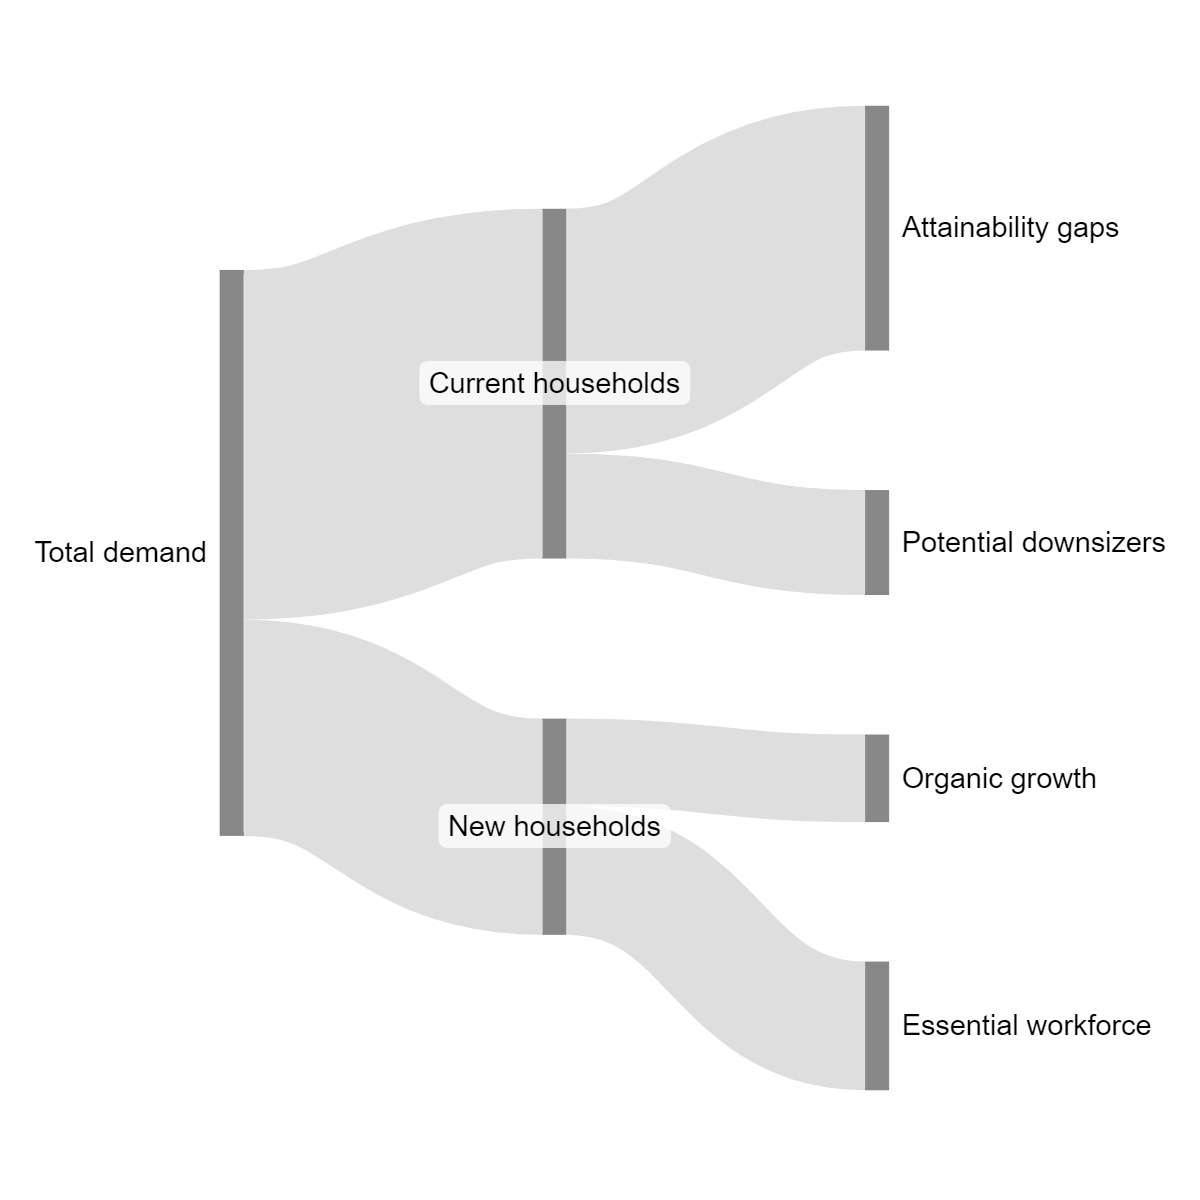 Attainability gaps
Current households
Potential downsizers
Total demand
Organic growth
New households
Essential workforce